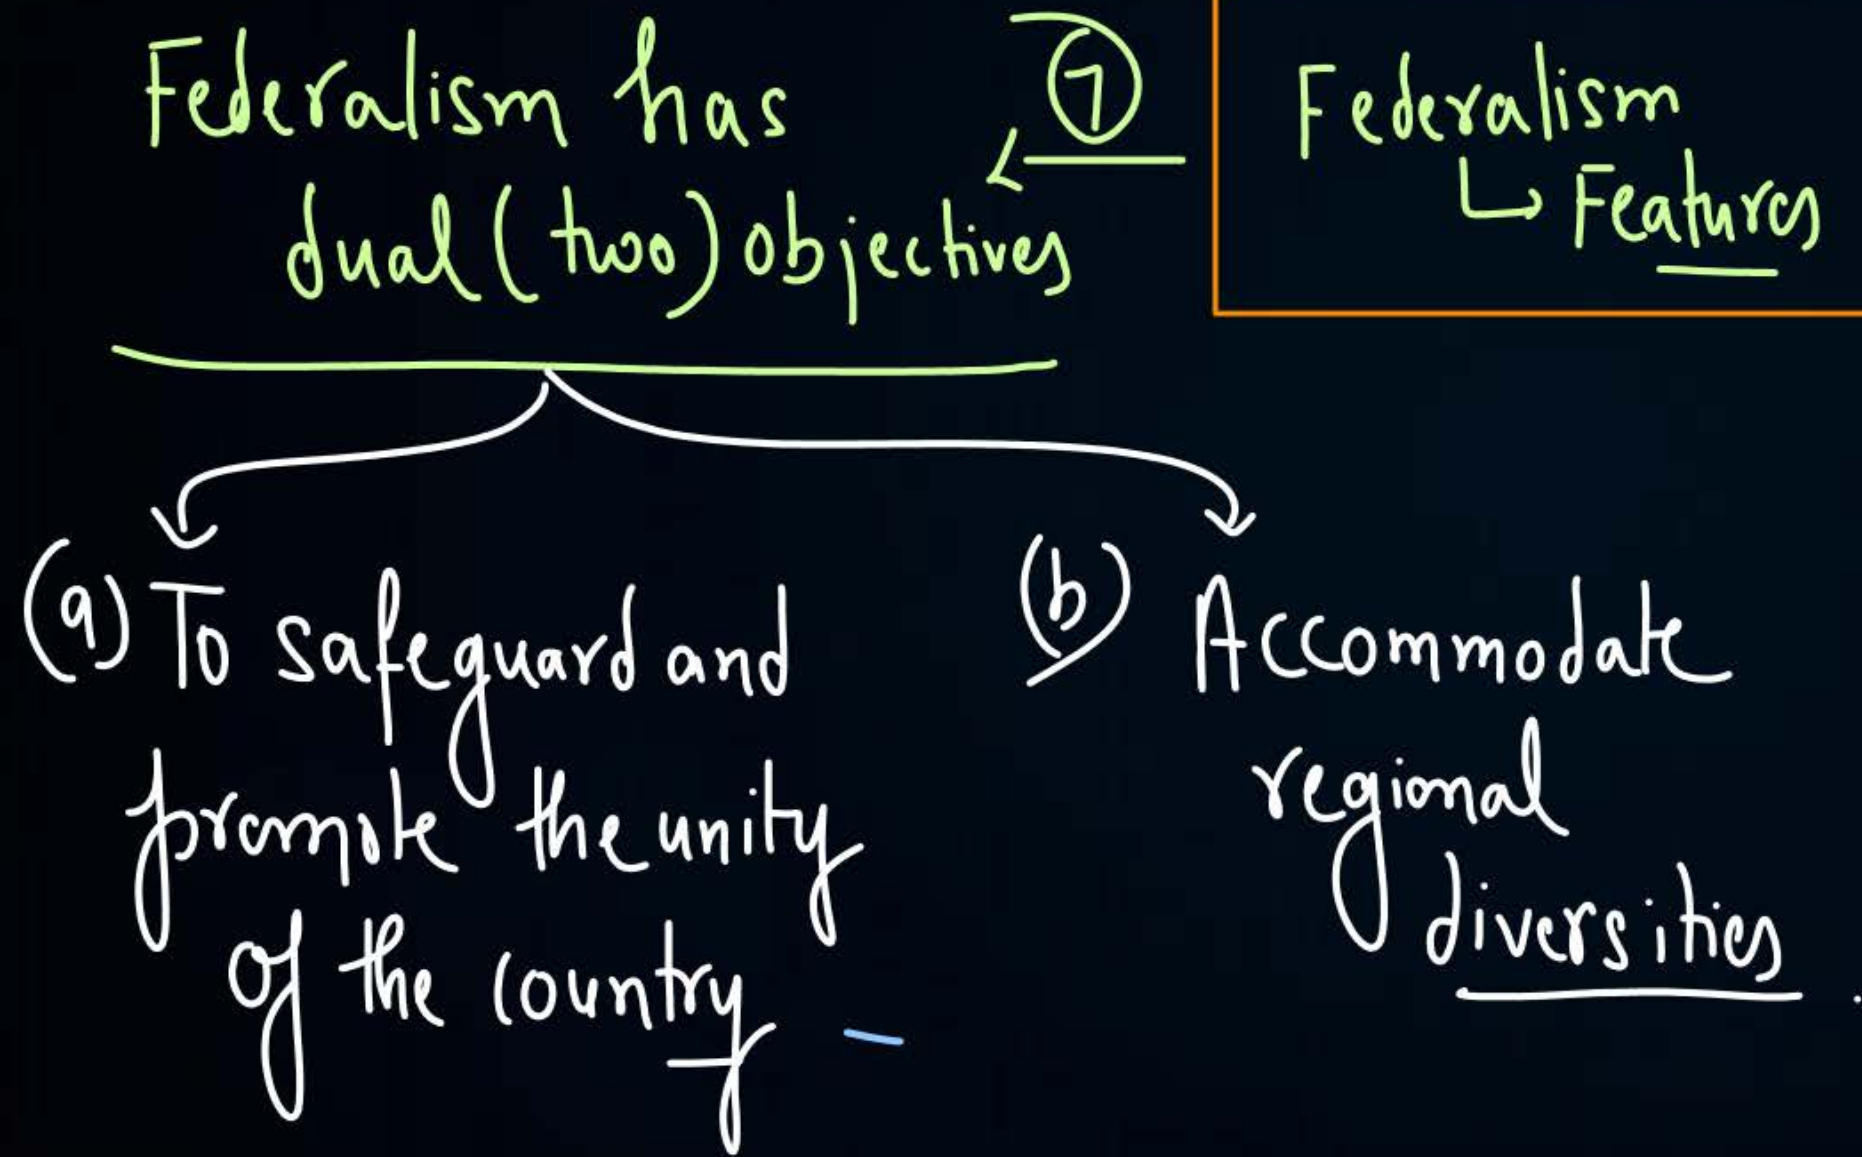 Federalism has
dual (two) objectives
7
Federalism
Features
(a) To safeguard and
promote the unity
of the country
(b) Accommodate
regional
diversities